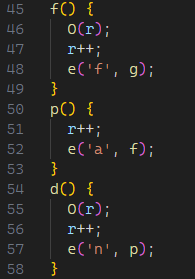 45 f() {
46   O(r);
47   r++;
48   e('f', g);
49 }
50 p() {
51   r++;
52   e('a', f);
53 }
54 d() {
55   O(r);
56   r++;
57   e('n', p);
58 }